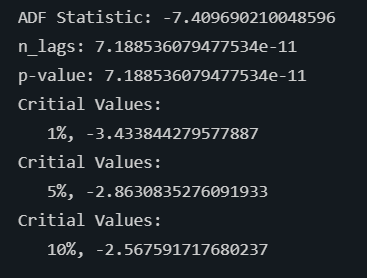 ADF Statistic: -7.409690210048596
n_lags: 7.188536079477534e-11
p-value: 7.188536079477534e-11
Critial Values:
   1%, -3.433844279577887
Critial Values:
   5%, -2.8630835276091933
Critial Values:
   10%, -2.567591717680237